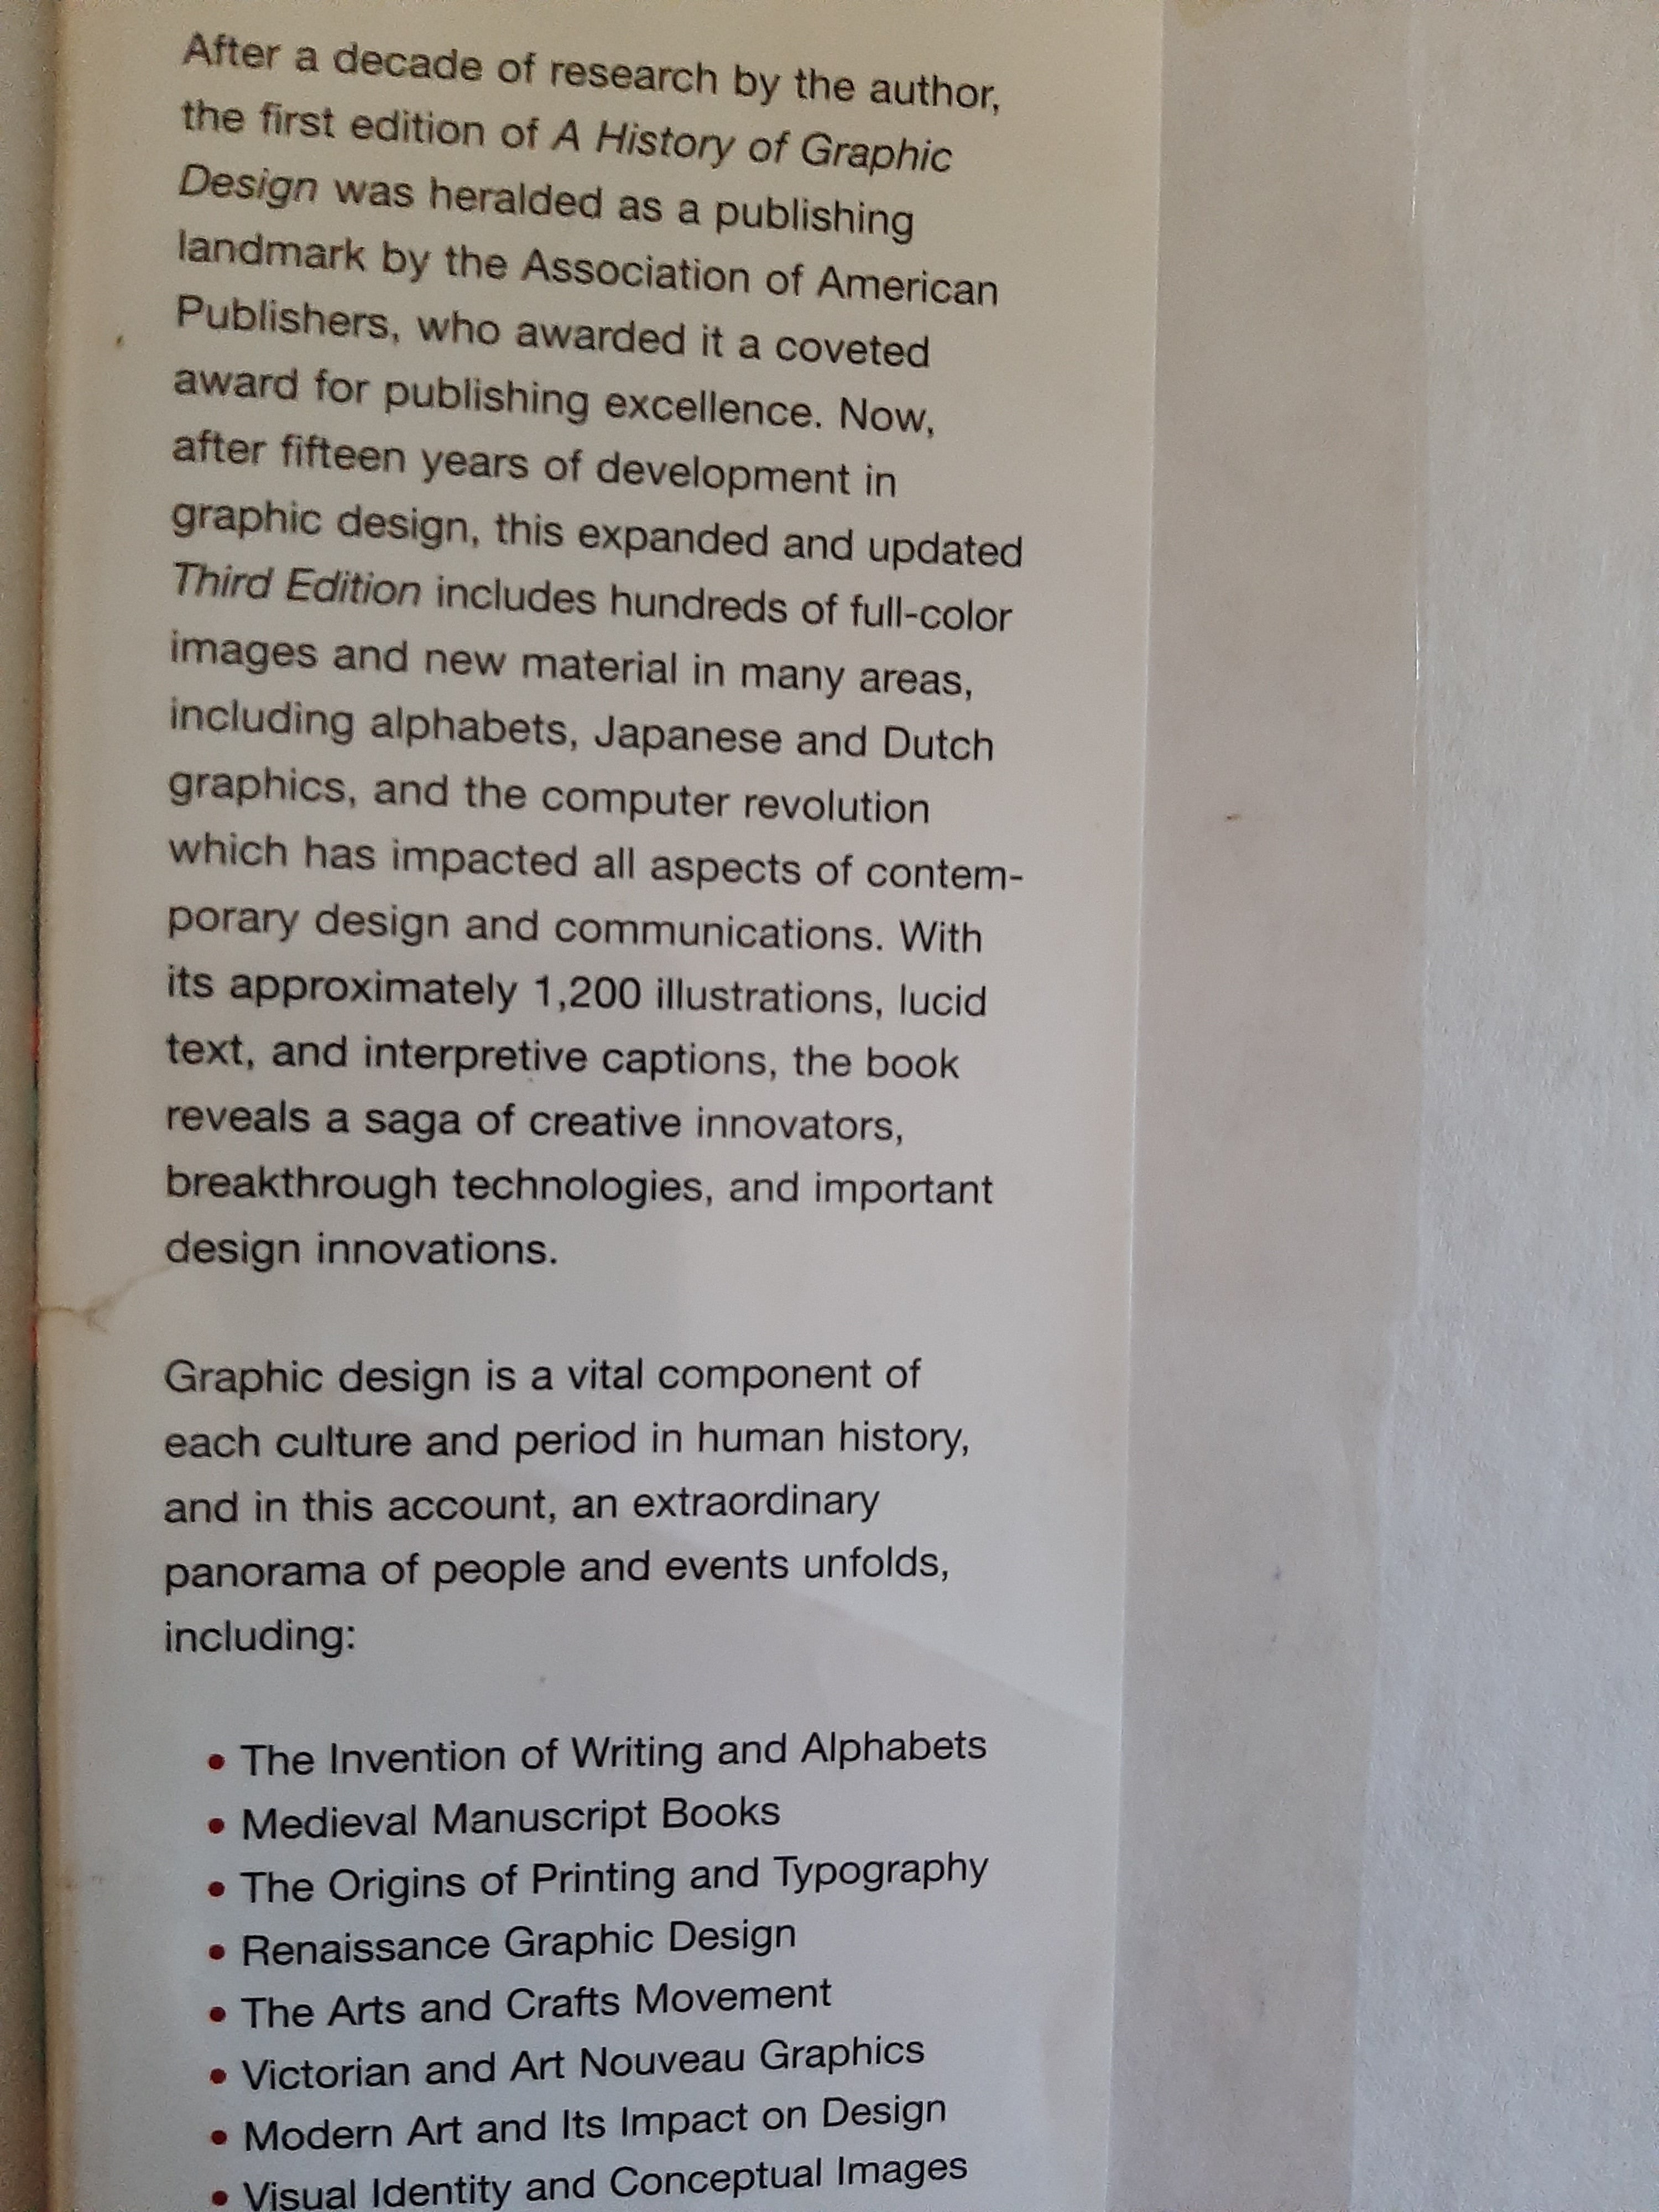 After a decade of research by the author,
the first edition of A History of Graphic
Design was heralded as a publishing
landmark by the Association of American
Publishers, who awarded it a coveted
award for publishing excellence. Now,
after fifteen years of development in
graphic design, this expanded and updated
Third Edition includes hundreds of full-color
images and new material in many areas,
including alphabets, Japanese and Dutch
graphics, and the computer revolution
which has impacted all aspects of contem-
porary design and communications. With
its approximately 1,200 illustrations, lucid
text, and interpretive captions, the book
reveals a saga of creative innovators,
breakthrough technologies, and important
design innovations.
Graphic design is a vital component of
each culture and period in human history,
and in this account, an extraordinary
panorama of people and events unfolds,
including:
• The Invention of Writing and Alphabets
• Medieval Manuscript Books
• The Origins of Printing and Typography
• Renaissance Graphic Design
• The Arts and Crafts Movement
• Victorian and Art Nouveau Graphics
• Modern Art and Its Impact on Design
• Visual Identity and Conceptual Images